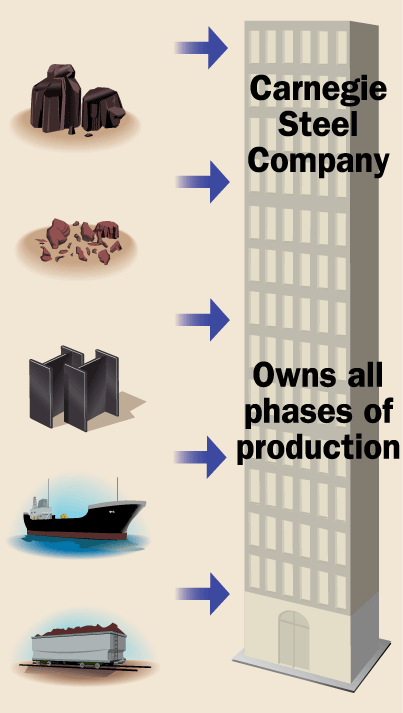 Carnegie
Steel
Company
Owns all
phases of
production